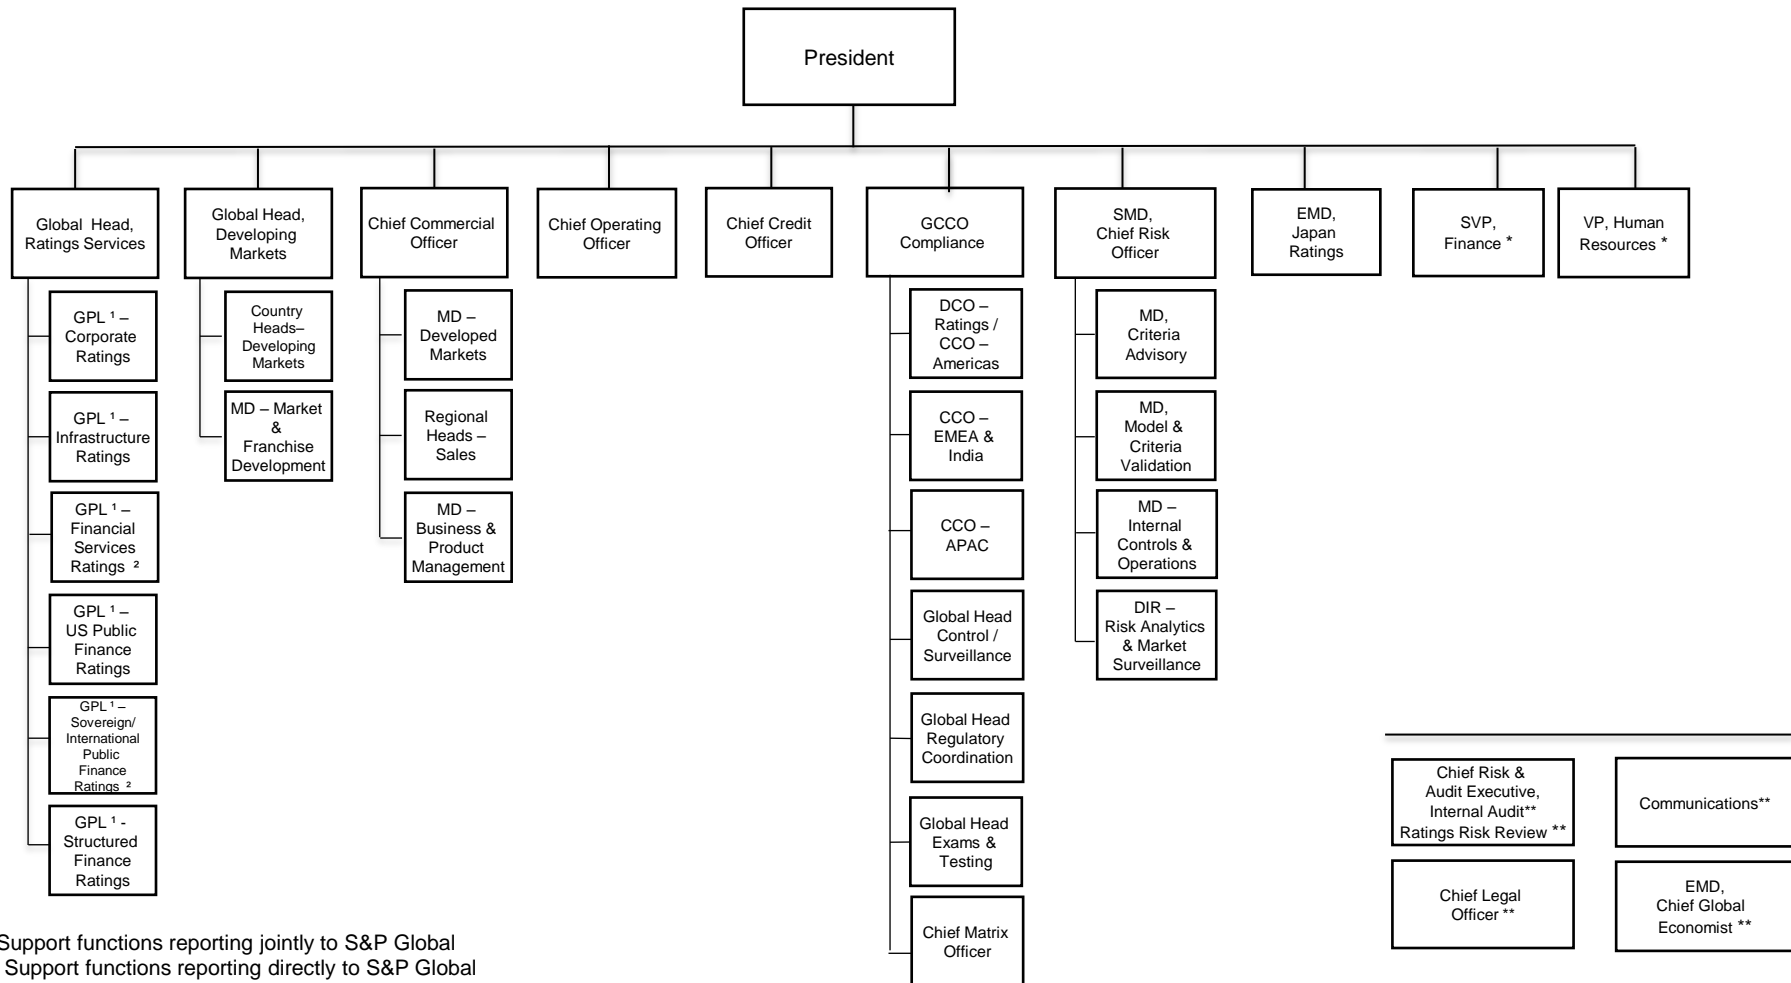 President
Global Head,
Ratings Services
Global Head,
Developing
Markets
Chief Commercial
Officer
Chief Operating
Officer
Chief Credit
Officer
GCCO
Compliance
SMD,
Chief Risk
Officer
EMD,
Japan
Ratings
SVP,
Finance *
VP, Human
Resources *
GPL ¹ –
Corporate
Ratings
GPL ¹ –
Infrastructure
Ratings
GPL ¹ –
Financial
Services
Ratings ²
GPL ¹ –
US Public
Finance
Ratings
GPL ¹ –
Sovereign/
International
Public
Finance
Ratings ²
GPL ¹ -
Structured
Finance
Ratings
Country
Heads–
Developing
Markets
MD – Market
&
Franchise
Development
MD –
Developed
Markets
Regional
Heads –
Sales
MD –
Business &
Product
Management
DCO –
Ratings /
CCO –
Americas
CCO –
EMEA &
India
CCO –
APAC
Global Head
Control /
Surveillance
Global Head
Regulatory
Coordination
Global Head
Exams &
Testing
Chief Matrix
Officer
MD,
Criteria
Advisory
MD,
Model &
Criteria
Validation
MD –
Internal
Controls &
Operations
DIR –
Risk Analytics
& Market
Surveillance
Chief Risk &
Audit Executive,
Internal Audit**
Ratings Risk Review **
Communications**
Chief Legal
Officer **
EMD,
Chief Global
Economist **
Support functions reporting jointly to S&P Global
Support functions reporting directly to S&P Global